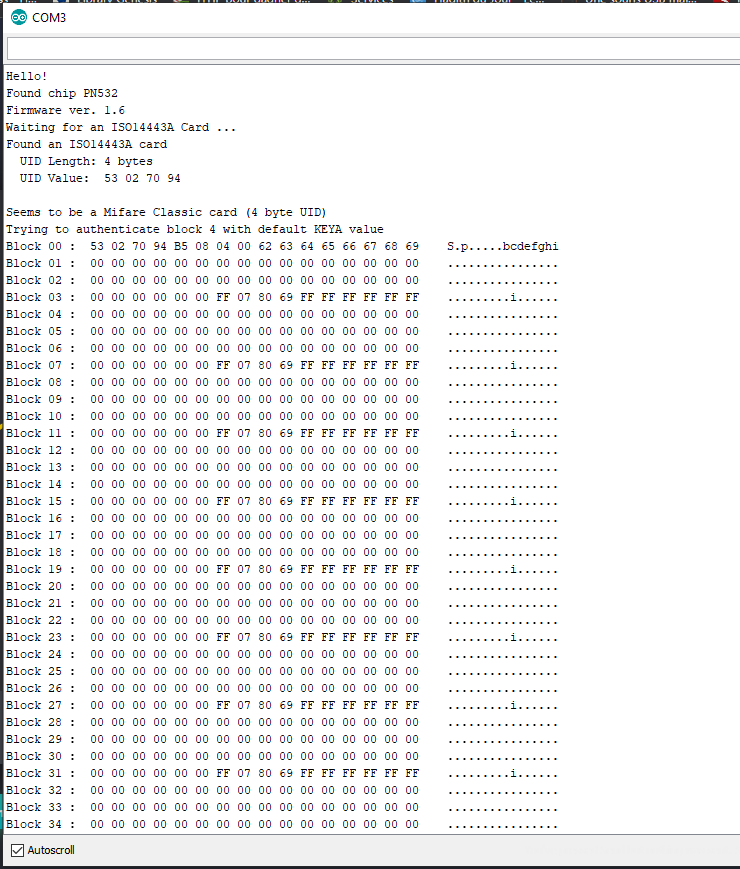 COM3
Hello!
Found chip PN532
Firmware ver. 1.6
Waiting for an ISO14443A Card ...
Found an ISO14443A card
  UID Length: 4 bytes
  UID Value:  53 02 70 94
Seems to be a Mifare Classic card (4 byte UID)
Trying to authenticate block 4 with default KEYA value
Block 00 :  53 02 70 94 B5 08 04 00 62 63 64 65 66 67 68 69    S.p.....bcdefghi
Block 01 :  00 00 00 00 00 00 00 00 00 00 00 00 00 00 00 00    ................
Block 02 :  00 00 00 00 00 00 00 00 00 00 00 00 00 00 00 00    ................
Block 03 :  00 00 00 00 00 00 FF 07 80 69 FF FF FF FF FF FF    .........i......
Block 04 :  00 00 00 00 00 00 00 00 00 00 00 00 00 00 00 00    ................
Block 05 :  00 00 00 00 00 00 00 00 00 00 00 00 00 00 00 00    ................
Block 06 :  00 00 00 00 00 00 00 00 00 00 00 00 00 00 00 00    ................
Block 07 :  00 00 00 00 00 00 FF 07 80 69 FF FF FF FF FF FF    .........i......
Block 08 :  00 00 00 00 00 00 00 00 00 00 00 00 00 00 00 00    ................
Block 09 :  00 00 00 00 00 00 00 00 00 00 00 00 00 00 00 00    ................
Block 10 :  00 00 00 00 00 00 00 00 00 00 00 00 00 00 00 00    ................
Block 11 :  00 00 00 00 00 00 FF 07 80 69 FF FF FF FF FF FF    .........i......
Block 12 :  00 00 00 00 00 00 00 00 00 00 00 00 00 00 00 00    ................
Block 13 :  00 00 00 00 00 00 00 00 00 00 00 00 00 00 00 00    ................
Block 14 :  00 00 00 00 00 00 00 00 00 00 00 00 00 00 00 00    ................
Block 15 :  00 00 00 00 00 00 FF 07 80 69 FF FF FF FF FF FF    .........i......
Block 16 :  00 00 00 00 00 00 00 00 00 00 00 00 00 00 00 00    ................
Block 17 :  00 00 00 00 00 00 00 00 00 00 00 00 00 00 00 00    ................
Block 18 :  00 00 00 00 00 00 00 00 00 00 00 00 00 00 00 00    ................
Block 19 :  00 00 00 00 00 00 FF 07 80 69 FF FF FF FF FF FF    .........i......
Block 20 :  00 00 00 00 00 00 00 00 00 00 00 00 00 00 00 00    ................
Block 21 :  00 00 00 00 00 00 00 00 00 00 00 00 00 00 00 00    ................
Block 22 :  00 00 00 00 00 00 00 00 00 00 00 00 00 00 00 00    ................
Block 23 :  00 00 00 00 00 00 FF 07 80 69 FF FF FF FF FF FF    .........i......
Block 24 :  00 00 00 00 00 00 00 00 00 00 00 00 00 00 00 00    ................
Block 25 :  00 00 00 00 00 00 00 00 00 00 00 00 00 00 00 00    ................
Block 26 :  00 00 00 00 00 00 00 00 00 00 00 00 00 00 00 00    ................
Block 27 :  00 00 00 00 00 00 FF 07 80 69 FF FF FF FF FF FF    .........i......
Block 28 :  00 00 00 00 00 00 00 00 00 00 00 00 00 00 00 00    ................
Block 29 :  00 00 00 00 00 00 00 00 00 00 00 00 00 00 00 00    ................
Block 30 :  00 00 00 00 00 00 00 00 00 00 00 00 00 00 00 00    ................
Block 31 :  00 00 00 00 00 00 FF 07 80 69 FF FF FF FF FF FF    .........i......
Block 32 :  00 00 00 00 00 00 00 00 00 00 00 00 00 00 00 00    ................
Block 33 :  00 00 00 00 00 00 00 00 00 00 00 00 00 00 00 00    ................
Block 34 :  00 00 00 00 00 00 00 00 00 00 00 00 00 00 00 00    ................
Autoscroll